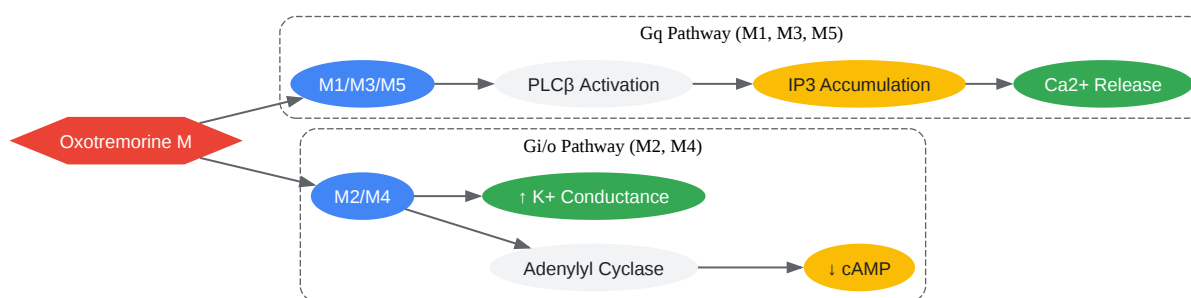 Gq Pathway (M1, M3, M5)
M1/M3/M5
PLCβ Activation
IP3 Accumulation
Ca2+ Release
Oxotremorine M
Gi/o Pathway (M2, M4)
M2/M4
↑ K+ Conductance
Adenylyl Cyclase
↓ cAMP